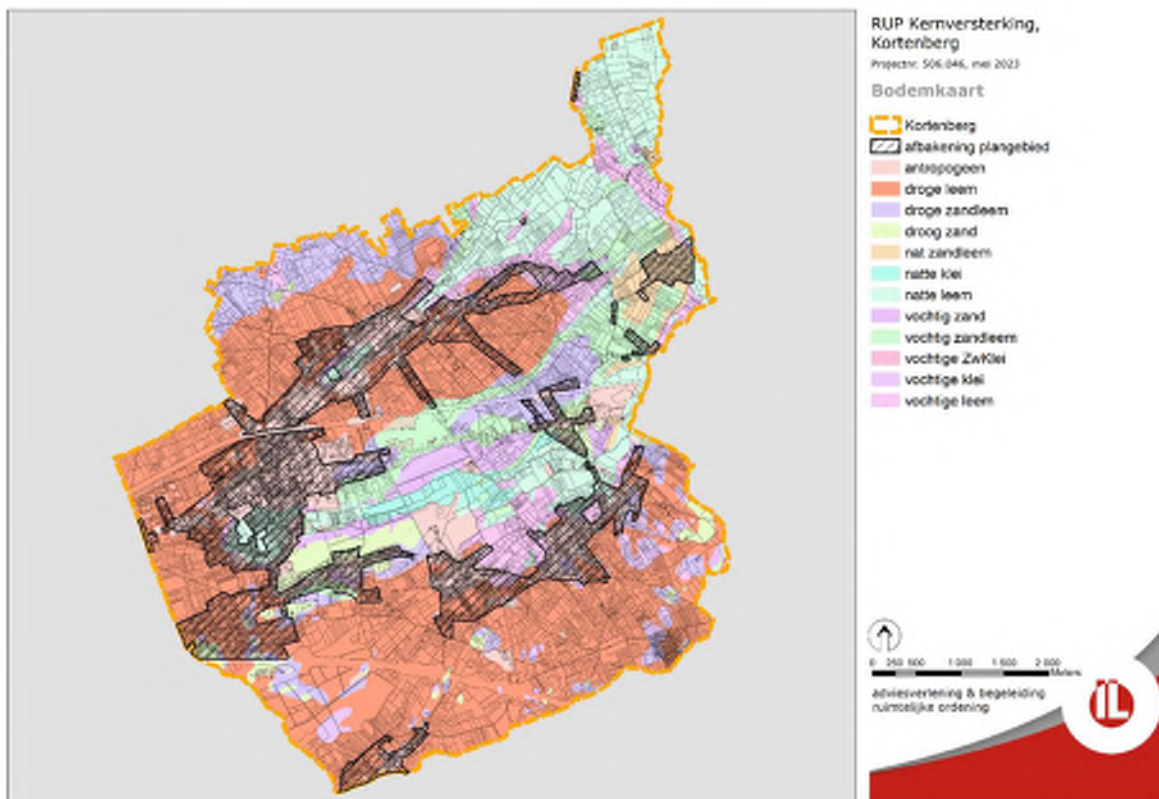 RUP Kernversterking,
Kortenberg
Projectnr. 506.046, mei 2023
Bodemkaart
Kortenberg
afbakening plangebied
antropogeen
droge leem
droge zandleem
droog zand
nat zandleem
natte klei
natte leem
vochtig zand
vochtig zandleem
vochtige ZwKlei
vochtige klei
vochtige leem
0 250 500 1 000 1 500 2 000
Meters
adviesverlening & begeleiding
ruimtelijke ordening
IL